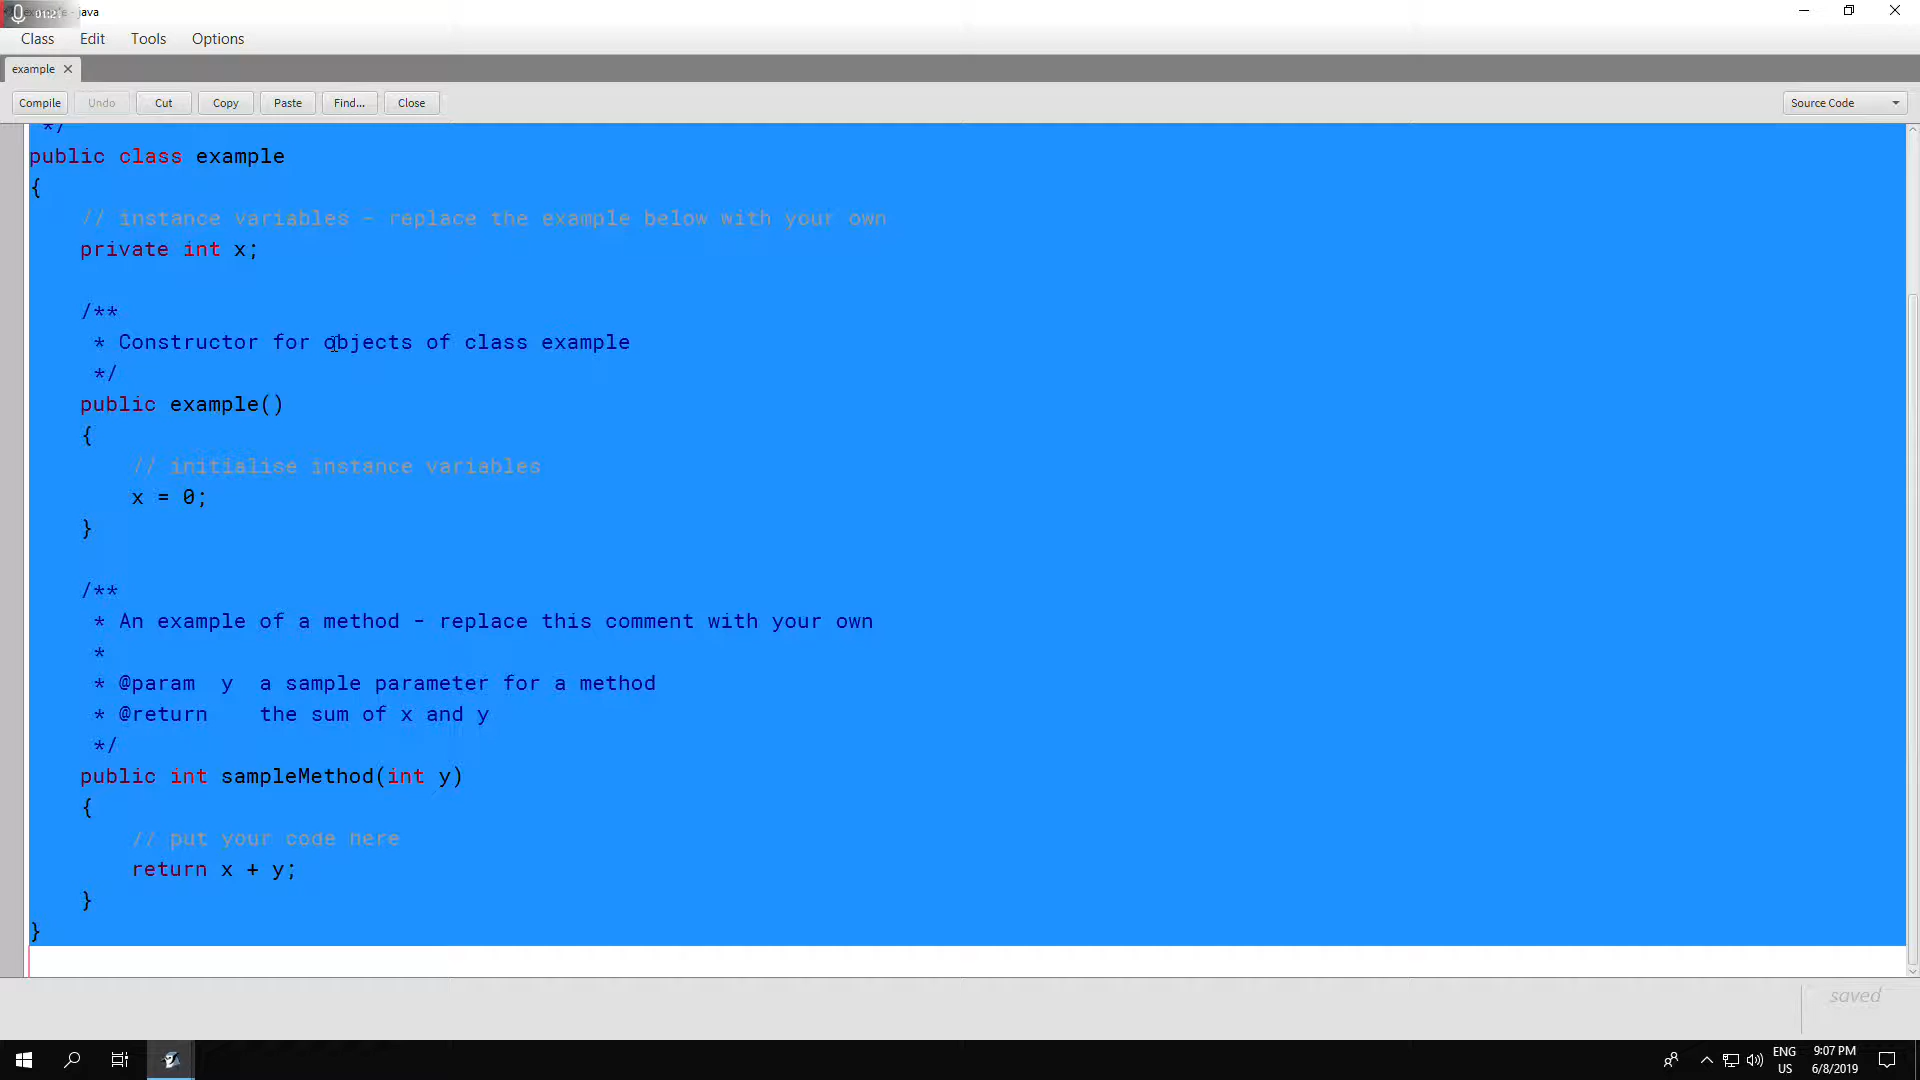 01:2
java
Class Edit Tools Options
example
Compile Undo Cut Copy Paste Find... Close Source Code
*/
public class example
{
// instance variables - replace the example below with your own
private int x;
/**
* Constructor for objects of class example
*/
public example()
{
// initialise instance variables
x = 0;
}
/**
* An example of a method - replace this comment with your own
*
* @param y a sample parameter for a method
* @return the sum of x and y
*/
public int sampleMethod(int y)
{
// put your code here
return x + y;
}
}
saved
ENG 9:07 PM
US 6/8/2019